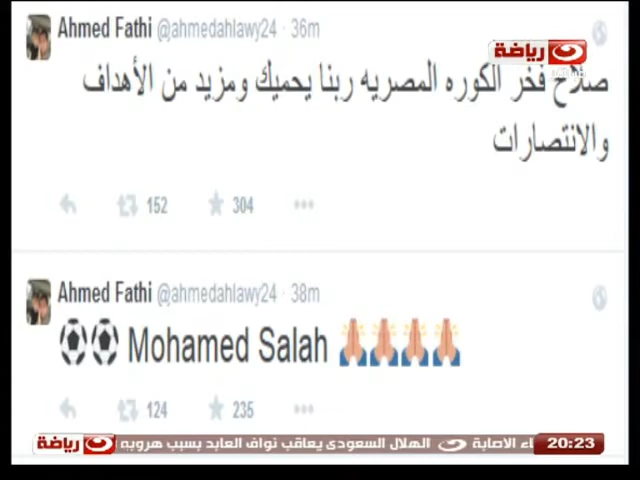 Ahmed Fathi @ahmedahlawy24 · 36m
رياضة
صلاح فخر الكوره المصريه ربنا يحميك ومزيد من الأهداف
والانتصارات
152 304
Ahmed Fathi @ahmedahlawy24 · 38m
Mohamed Salah
124 235
رياضة الهلال السعودى يعاقب نواف العابد بسبب هروبه اء الاصابة 20:23